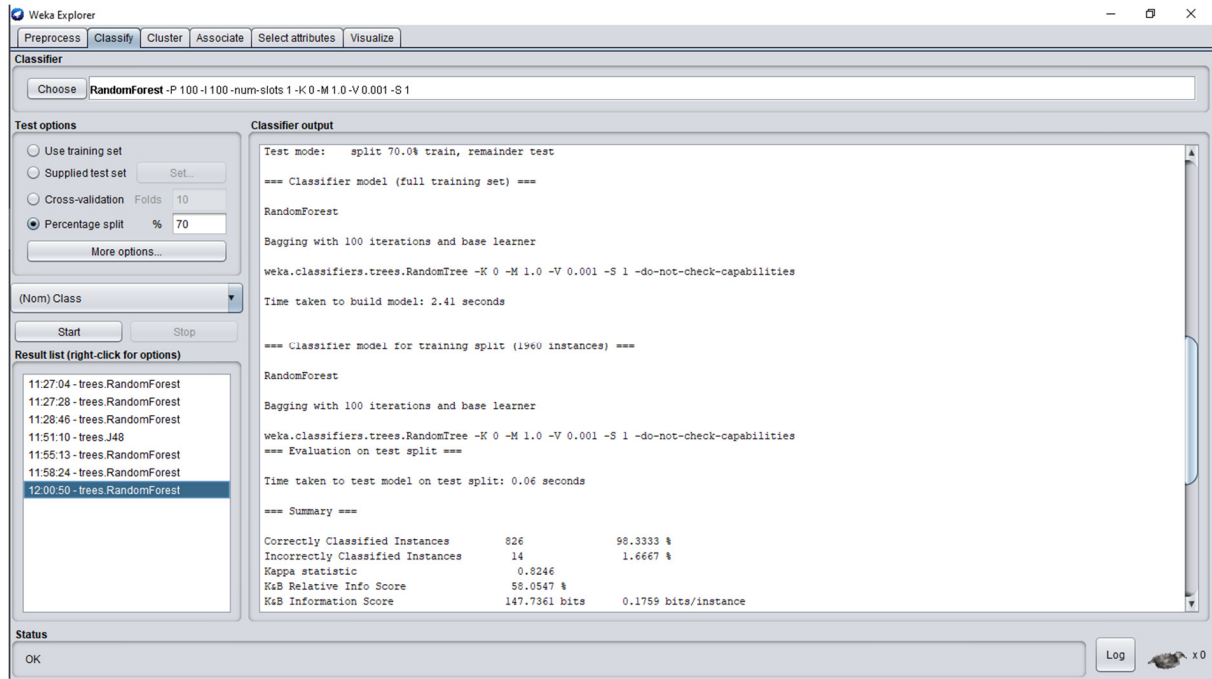 Weka Explorer
Preprocess Classify Cluster Associate Select attributes Visualize
Classifier
Choose RandomForest -P 100 -I 100 -num-slots 1 -K 0 -M 1.0 -V 0.001 -S 1
Test options
Use training set
Supplied test set Set...
Cross-validation Folds 10
Percentage split % 70
More options...
(Nom) Class
Start Stop
Result list (right-click for options)
11:27:04 - trees.RandomForest
11:27:28 - trees.RandomForest
11:28:46 - trees.RandomForest
11:51:10 - trees.J48
11:55:13 - trees.RandomForest
11:58:24 - trees.RandomForest
12:00:50 - trees.RandomForest
Classifier output
Test mode: split 70.0% train, remainder test
=== Classifier model (full training set) ===
RandomForest
Bagging with 100 iterations and base learner
weka.classifiers.trees.RandomTree -K 0 -M 1.0 -V 0.001 -S 1 -do-not-check-capabilities
Time taken to build model: 2.41 seconds
=== Classifier model for training split (1960 instances) ===
RandomForest
Bagging with 100 iterations and base learner
weka.classifiers.trees.RandomTree -K 0 -M 1.0 -V 0.001 -S 1 -do-not-check-capabilities
=== Evaluation on test split ===
Time taken to test model on test split: 0.06 seconds
=== Summary ===
Correctly Classified Instances 826 98.3333 %
Incorrectly Classified Instances 14 1.6667 %
Kappa statistic 0.8246
K&B Relative Info Score 58.0547 %
K&B Information Score 147.7361 bits 0.1759 bits/instance
Status
OK
Log x 0